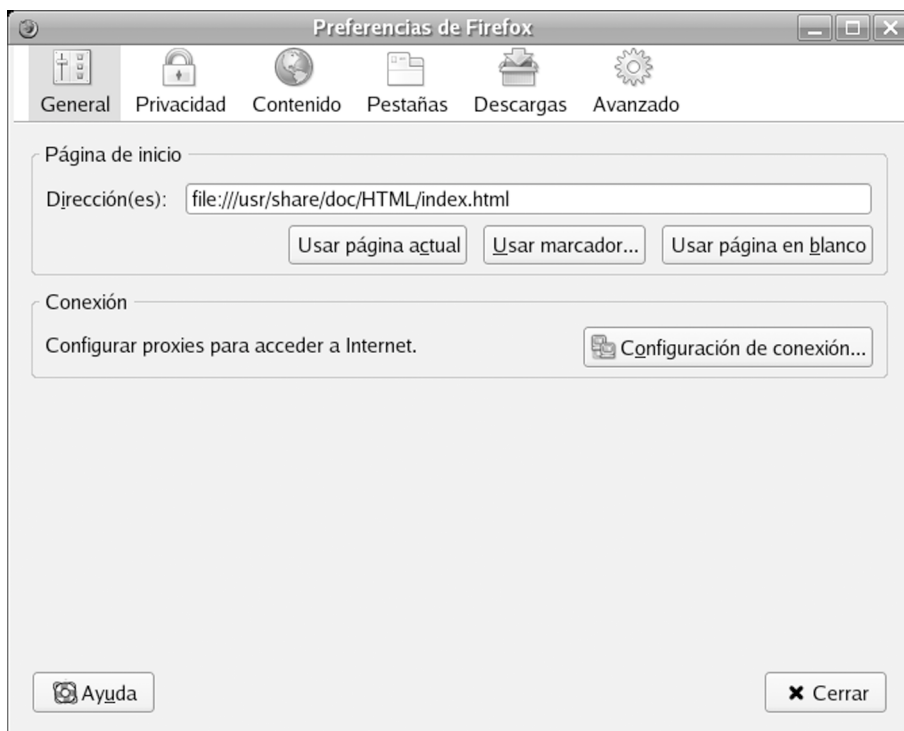 Preferencias de Firefox
General Privacidad Contenido Pestañas Descargas Avanzado
Página de inicio
Dirección(es): file:///usr/share/doc/HTML/index.html
Usar página actual Usar marcador... Usar página en blanco
Conexión
Configurar proxies para acceder a Internet. Configuración de conexión...
Ayuda Cerrar